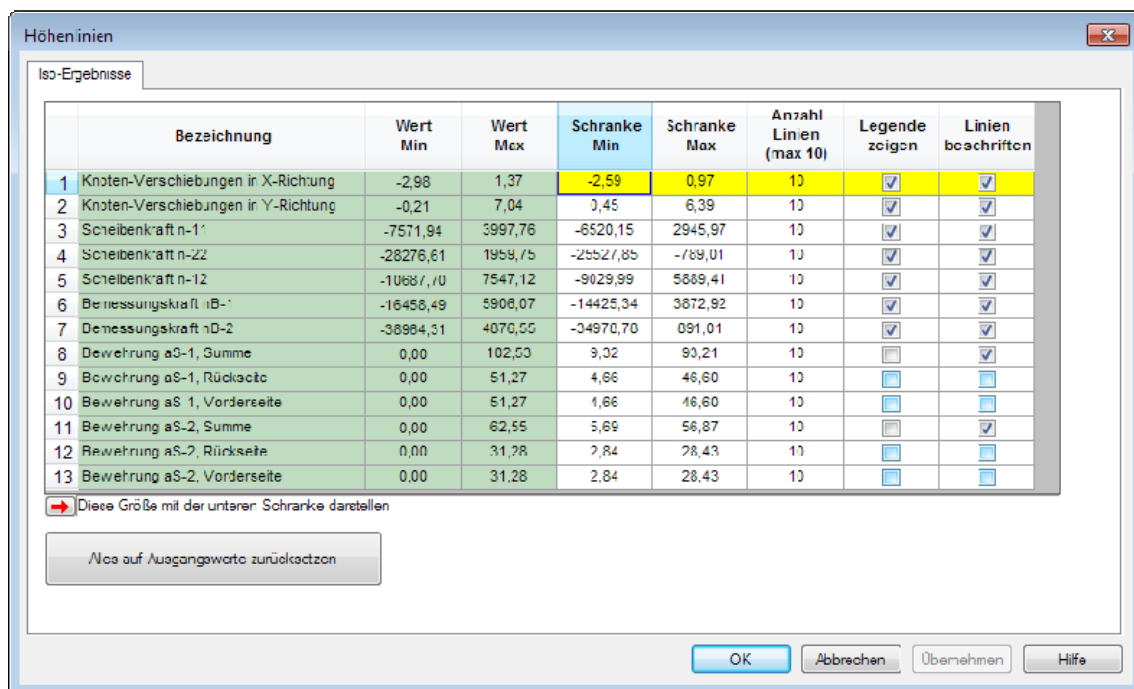 Höhenlinien
Iso-Ergebnisse
Bezeichnung Wert Min Wert Max Schranke Min Schranke Max Anzahl Linien (max 10) Legende zeigen Linien beschriften
1 Knoten-Verschiebungen in X-Richtung -2,98 1,37 -2,59 0,97 10
2 Knoten-Verschiebungen in Y-Richtung -0,21 7,04 0,45 6,39 10
3 Scheibenkraft n-11 -7571,94 3997,76 -6520,15 2945,97 10
4 Scheibenkraft n-22 -28276,61 1959,75 -25527,85 -789,01 10
5 Scheibenkraft n-12 -10687,70 7547,12 -9029,99 5889,41 10
6 Bemessungskraft nB-1 -16458,49 5906,07 -14425,34 3872,92 10
7 Bemessungskraft nB-2 -38984,31 10
8 Bewehrung aS-1, Summe 0,00 102,53 9,32 93,21 10
9 Bewehrung aS-1, Rückseite 0,00 51,27 4,66 46,60 10
10 Bewehrung aS-1, Vorderseite 0,00 51,27 4,66 46,60 10
11 Bewehrung aS-2, Summe 0,00 62,55 5,69 56,87 10
12 Bewehrung aS-2, Rückseite 0,00 31,28 2,84 28,43 10
13 Bewehrung aS-2, Vorderseite 0,00 31,28 2,84 28,43 10
Diese Größe mit der unteren Schranke darstellen
Alles auf Ausgangswerte zurücksetzen
OK Abbrechen Übernehmen Hilfe